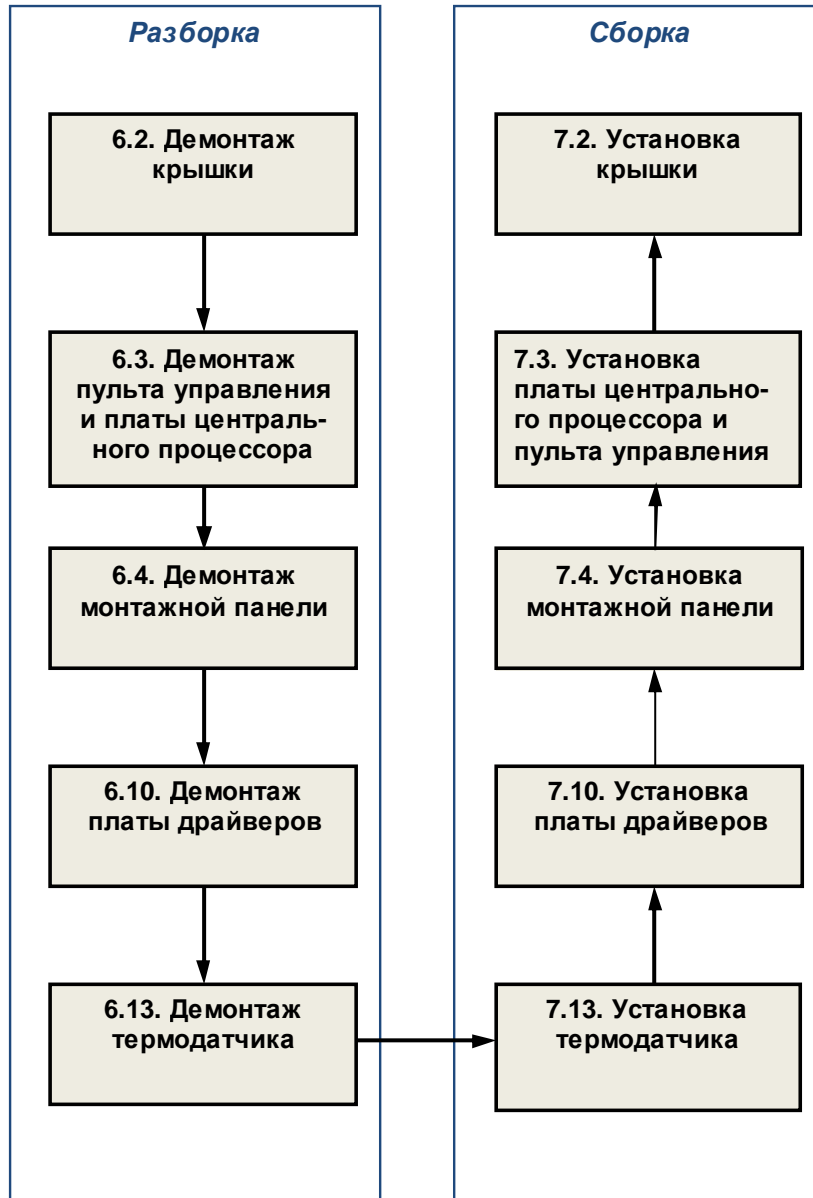 Разборка
6.2. Демонтаж
крышки
6.3. Демонтаж
пульта управления
и платы централь-
ного процессора
6.4. Демонтаж
монтажной панели
6.10. Демонтаж
платы драйверов
6.13. Демонтаж
термодатчика
Сборка
7.2. Установка
крышки
7.3. Установка
платы центрально-
го процессора и
пульта управления
7.4. Установка
монтажной панели
7.10. Установка
платы драйверов
7.13. Установка
термодатчика